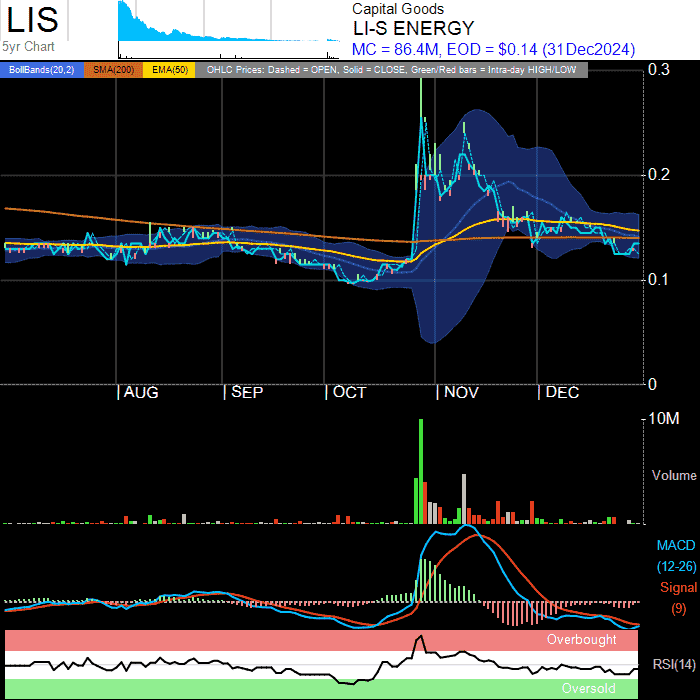 LIS
5yr Chart
Capital Goods
LI-S ENERGY
MC = 86.4M, EOD = $0.14 (31Dec2024)
BollBands(20,2) SMA(200) EMA(50) OHLC Prices: Dashed = OPEN, Solid = CLOSE, Green/Red bars = Intra-day HIGH/LOW
0.3
0.2
0.1
0
AUG SEP OCT NOV DEC
10M
Volume
MACD
(12-26)
Signal
(9)
Overbought
RSI(14)
Oversold